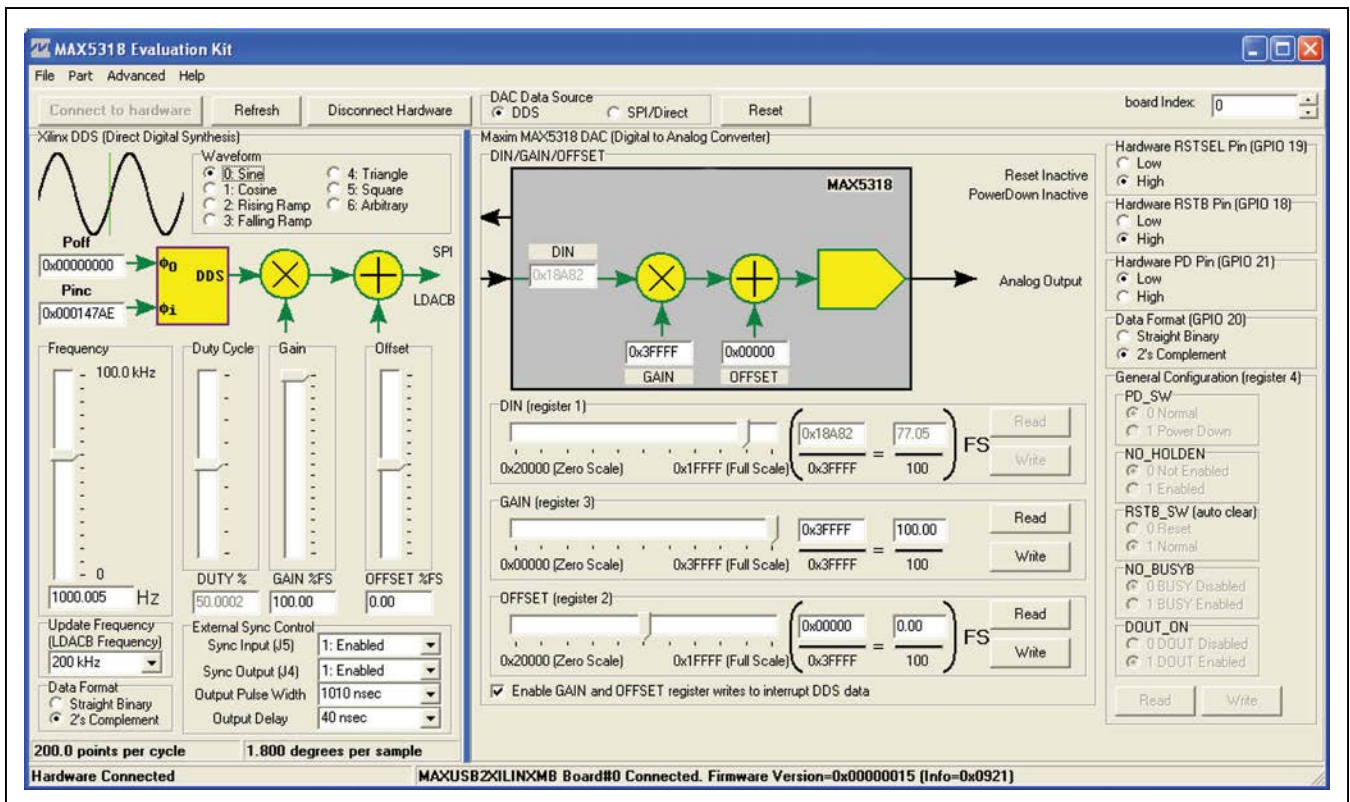 MAX5318 Evaluation Kit
File Part Advanced Help
Connect to hardware Refresh Disconnect Hardware
DAC Data Source
DDS SPI/Direct
Reset
board Index: 0
Xilinx DDS (Direct Digital Synthesis)
Waveform
0: Sine
1: Cosine
2: Rising Ramp
3: Falling Ramp
4: Triangle
5: Square
6: Arbitrary
Poff
0x00000000
Pinc
0x000147AE
Φ0
DDS
Φi
SPI
LDACB
Frequency
100.0 kHz
0
1000.005 Hz
Duty Cycle
DUTY %
50.0002
Gain
GAIN %FS
100.00
Offset
OFFSET %FS
0.00
Update Frequency
(LDACB Frequency)
200 kHz
Data Format
Straight Binary
2's Complement
External Sync Control
Sync Input (J5) 1: Enabled
Sync Output (J4) 1: Enabled
Output Pulse Width 1010 nsec
Output Delay 40 nsec
200.0 points per cycle 1.800 degrees per sample
Maxim MAX5318 DAC (Digital to Analog Converter)
DIN/GAIN/OFFSET
MAX5318
Reset Inactive
PowerDown Inactive
DIN
0x18A82
0x3FFFF
GAIN
0x00000
OFFSET
Analog Output
DIN (register 1)
0x20000 (Zero Scale) 0x1FFFF (Full Scale)
0x18A82
0x3FFFF
=
77.05
100
FS
Read
Write
GAIN (register 3)
0x00000 (Zero Scale) 0x3FFFF (Full Scale)
0x3FFFF
0x3FFFF
=
100.00
100
Read
Write
OFFSET (register 2)
0x20000 (Zero Scale) 0x1FFFF (Full Scale)
0x00000
0x3FFFF
=
0.00
100
FS
Read
Write
Enable GAIN and OFFSET register writes to interrupt DDS data
Hardware RSTSEL Pin (GPIO 19)
Low
High
Hardware RSTB Pin (GPIO 18)
Low
High
Hardware PD Pin (GPIO 21)
Low
High
Data Format (GPIO 20)
Straight Binary
2's Complement
General Configuration (register 4)
PD_SW
0 Normal
1 Power Down
NO_HOLDEN
0 Not Enabled
1 Enabled
RSTB_SW (auto clear)
0 Reset
1 Normal
NO_BUSYB
0 BUSY Disabled
1 BUSY Enabled
DOUT_ON
0 DOUT Disabled
1 DOUT Enabled
Read Write
Hardware Connected
MAXUSB2XILINXMB Board#0 Connected. Firmware Version=0x00000015 (Info=0x0921)